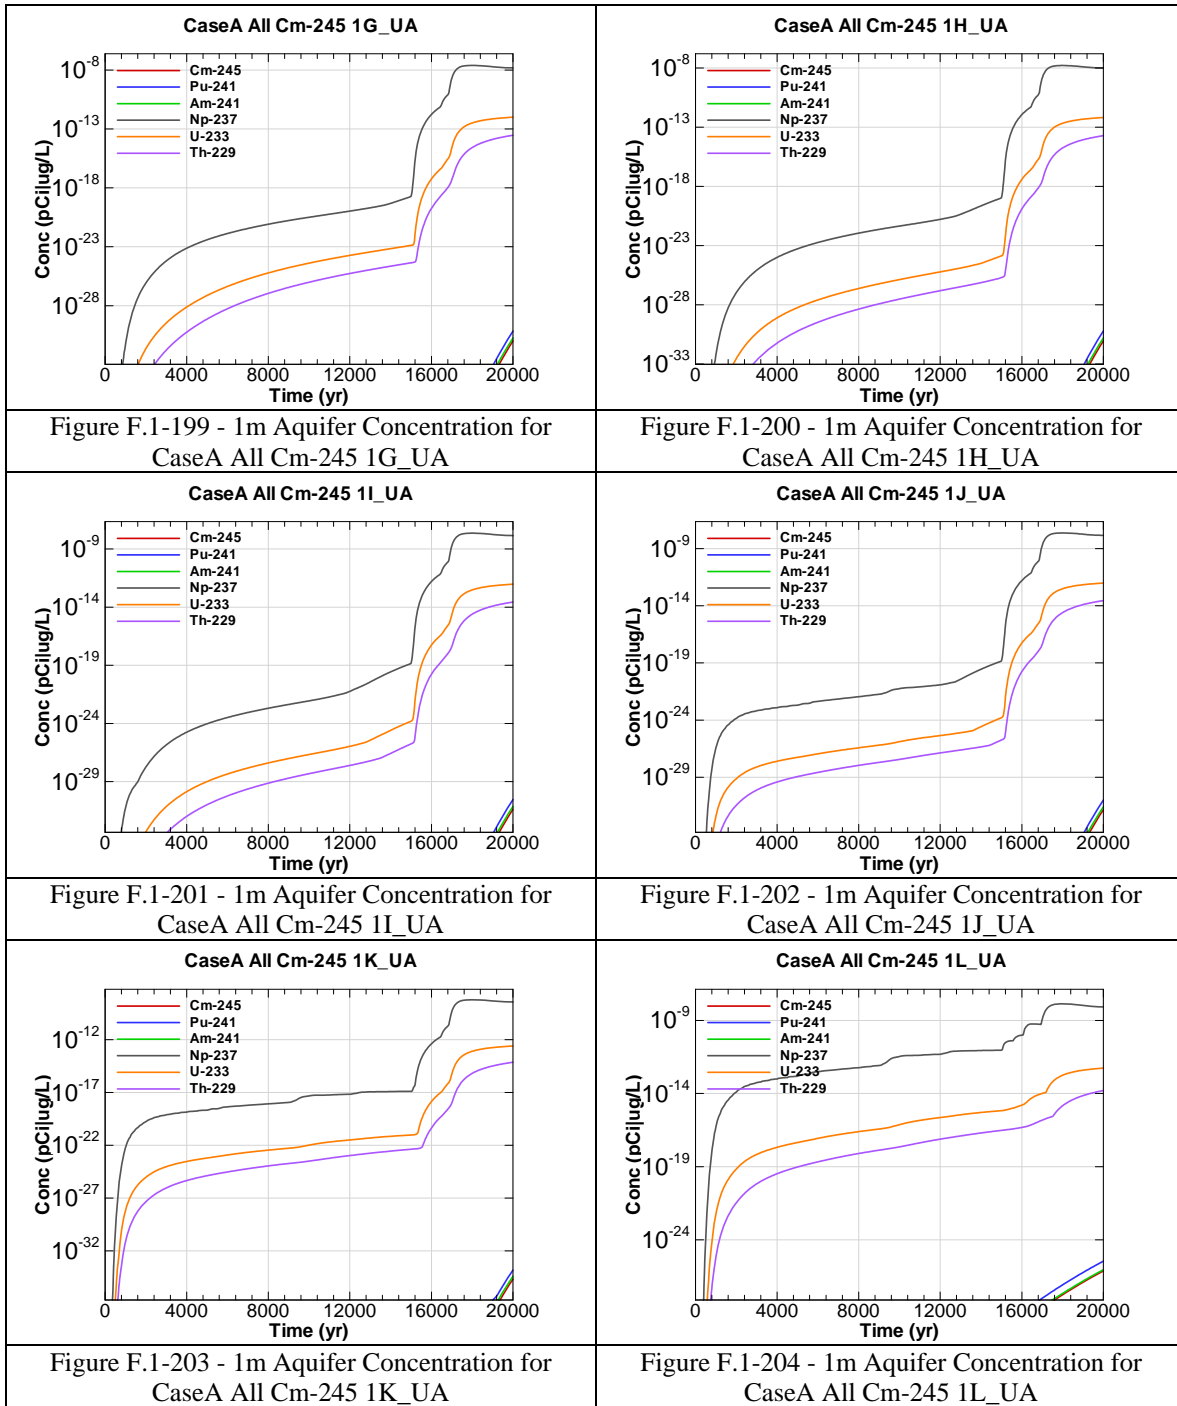 CaseA All Cm-245 1G_UA
Conc (pCi|ug/L)
10-8
10-13
10-18
10-23
10-28
Cm-245
Pu-241
Am-241
Np-237
U-233
Th-229
0 4000 8000 12000 16000 20000
Time (yr)
Figure F.1-199 - 1m Aquifer Concentration for
CaseA All Cm-245 1G_UA
CaseA All Cm-245 1H_UA
Conc (pCi|ug/L)
10-8
10-13
10-18
10-23
10-28
10-33
Cm-245
Pu-241
Am-241
Np-237
U-233
Th-229
0 4000 8000 12000 16000 20000
Time (yr)
Figure F.1-200 - 1m Aquifer Concentration for
CaseA All Cm-245 1H_UA
CaseA All Cm-245 1I_UA
Conc (pCi|ug/L)
10-9
10-14
10-19
10-24
10-29
Cm-245
Pu-241
Am-241
Np-237
U-233
Th-229
0 4000 8000 12000 16000 20000
Time (yr)
Figure F.1-201 - 1m Aquifer Concentration for
CaseA All Cm-245 1I_UA
CaseA All Cm-245 1J_UA
Conc (pCi|ug/L)
10-9
10-14
10-19
10-24
10-29
Cm-245
Pu-241
Am-241
Np-237
U-233
Th-229
0 4000 8000 12000 16000 20000
Time (yr)
Figure F.1-202 - 1m Aquifer Concentration for
CaseA All Cm-245 1J_UA
CaseA All Cm-245 1K_UA
Conc (pCi|ug/L)
10-12
10-17
10-22
10-27
10-32
Cm-245
Pu-241
Am-241
Np-237
U-233
Th-229
0 4000 8000 12000 16000 20000
Time (yr)
Figure F.1-203 - 1m Aquifer Concentration for
CaseA All Cm-245 1K_UA
CaseA All Cm-245 1L_UA
Conc (pCi|ug/L)
10-9
10-14
10-19
10-24
Cm-245
Pu-241
Am-241
Np-237
U-233
Th-229
0 4000 8000 12000 16000 20000
Time (yr)
Figure F.1-204 - 1m Aquifer Concentration for
CaseA All Cm-245 1L_UA